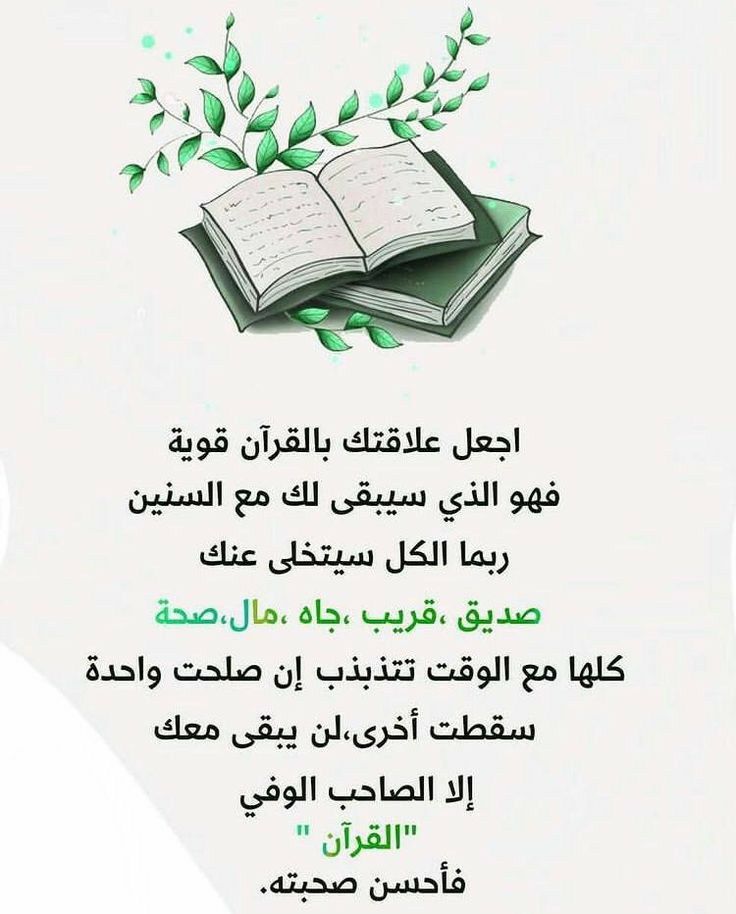 اجعل علاقتك بالقرآن قوية
فهو الذي سيبقى لك مع السنين
ربما الكل سيتخلى عنك
صديق ،قريب ،جاه ،مال،صحة
كلها مع الوقت تتذبذب إن صلحت واحدة
سقطت أخرى،لن يبقى معك
إلا الصاحب الوفي
"القرآن "
فأحسن صحبته.